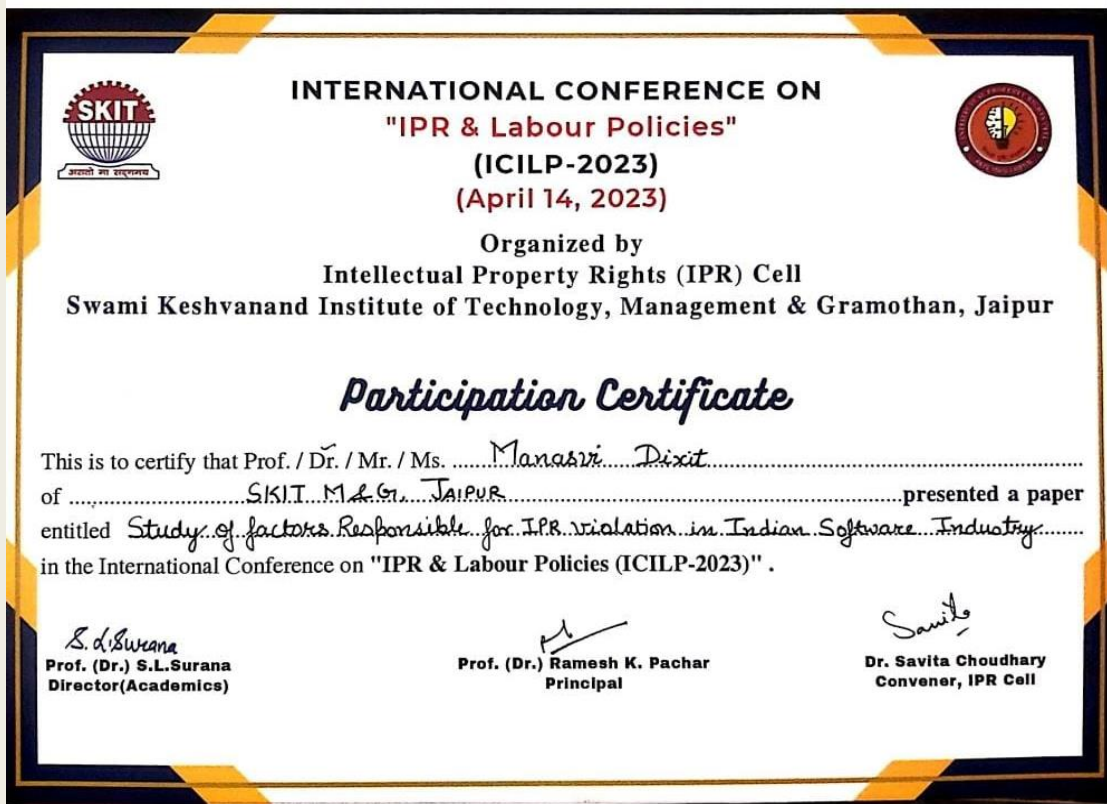 SKIT
असतो मा सद्गमय
INTERNATIONAL CONFERENCE ON
"IPR & Labour Policies"
(ICILP-2023)
(April 14, 2023)
Organized by
Intellectual Property Rights (IPR) Cell
Swami Keshvanand Institute of Technology, Management & Gramothan, Jaipur
Participation Certificate
This is to certify that Prof. / Dr. / Mr. / Ms. Manasvi Dixit
of SKIT M&G, JAIPUR presented a paper
entitled Study of factors Responsible for IPR violation in Indian Software Industry
in the International Conference on "IPR & Labour Policies (ICILP-2023)" .
S.L.Surana
Prof. (Dr.) S.L.Surana
Director(Academics)
Prof. (Dr.) Ramesh K. Pachar
Principal
Savita
Dr. Savita Choudhary
Convener, IPR Cell